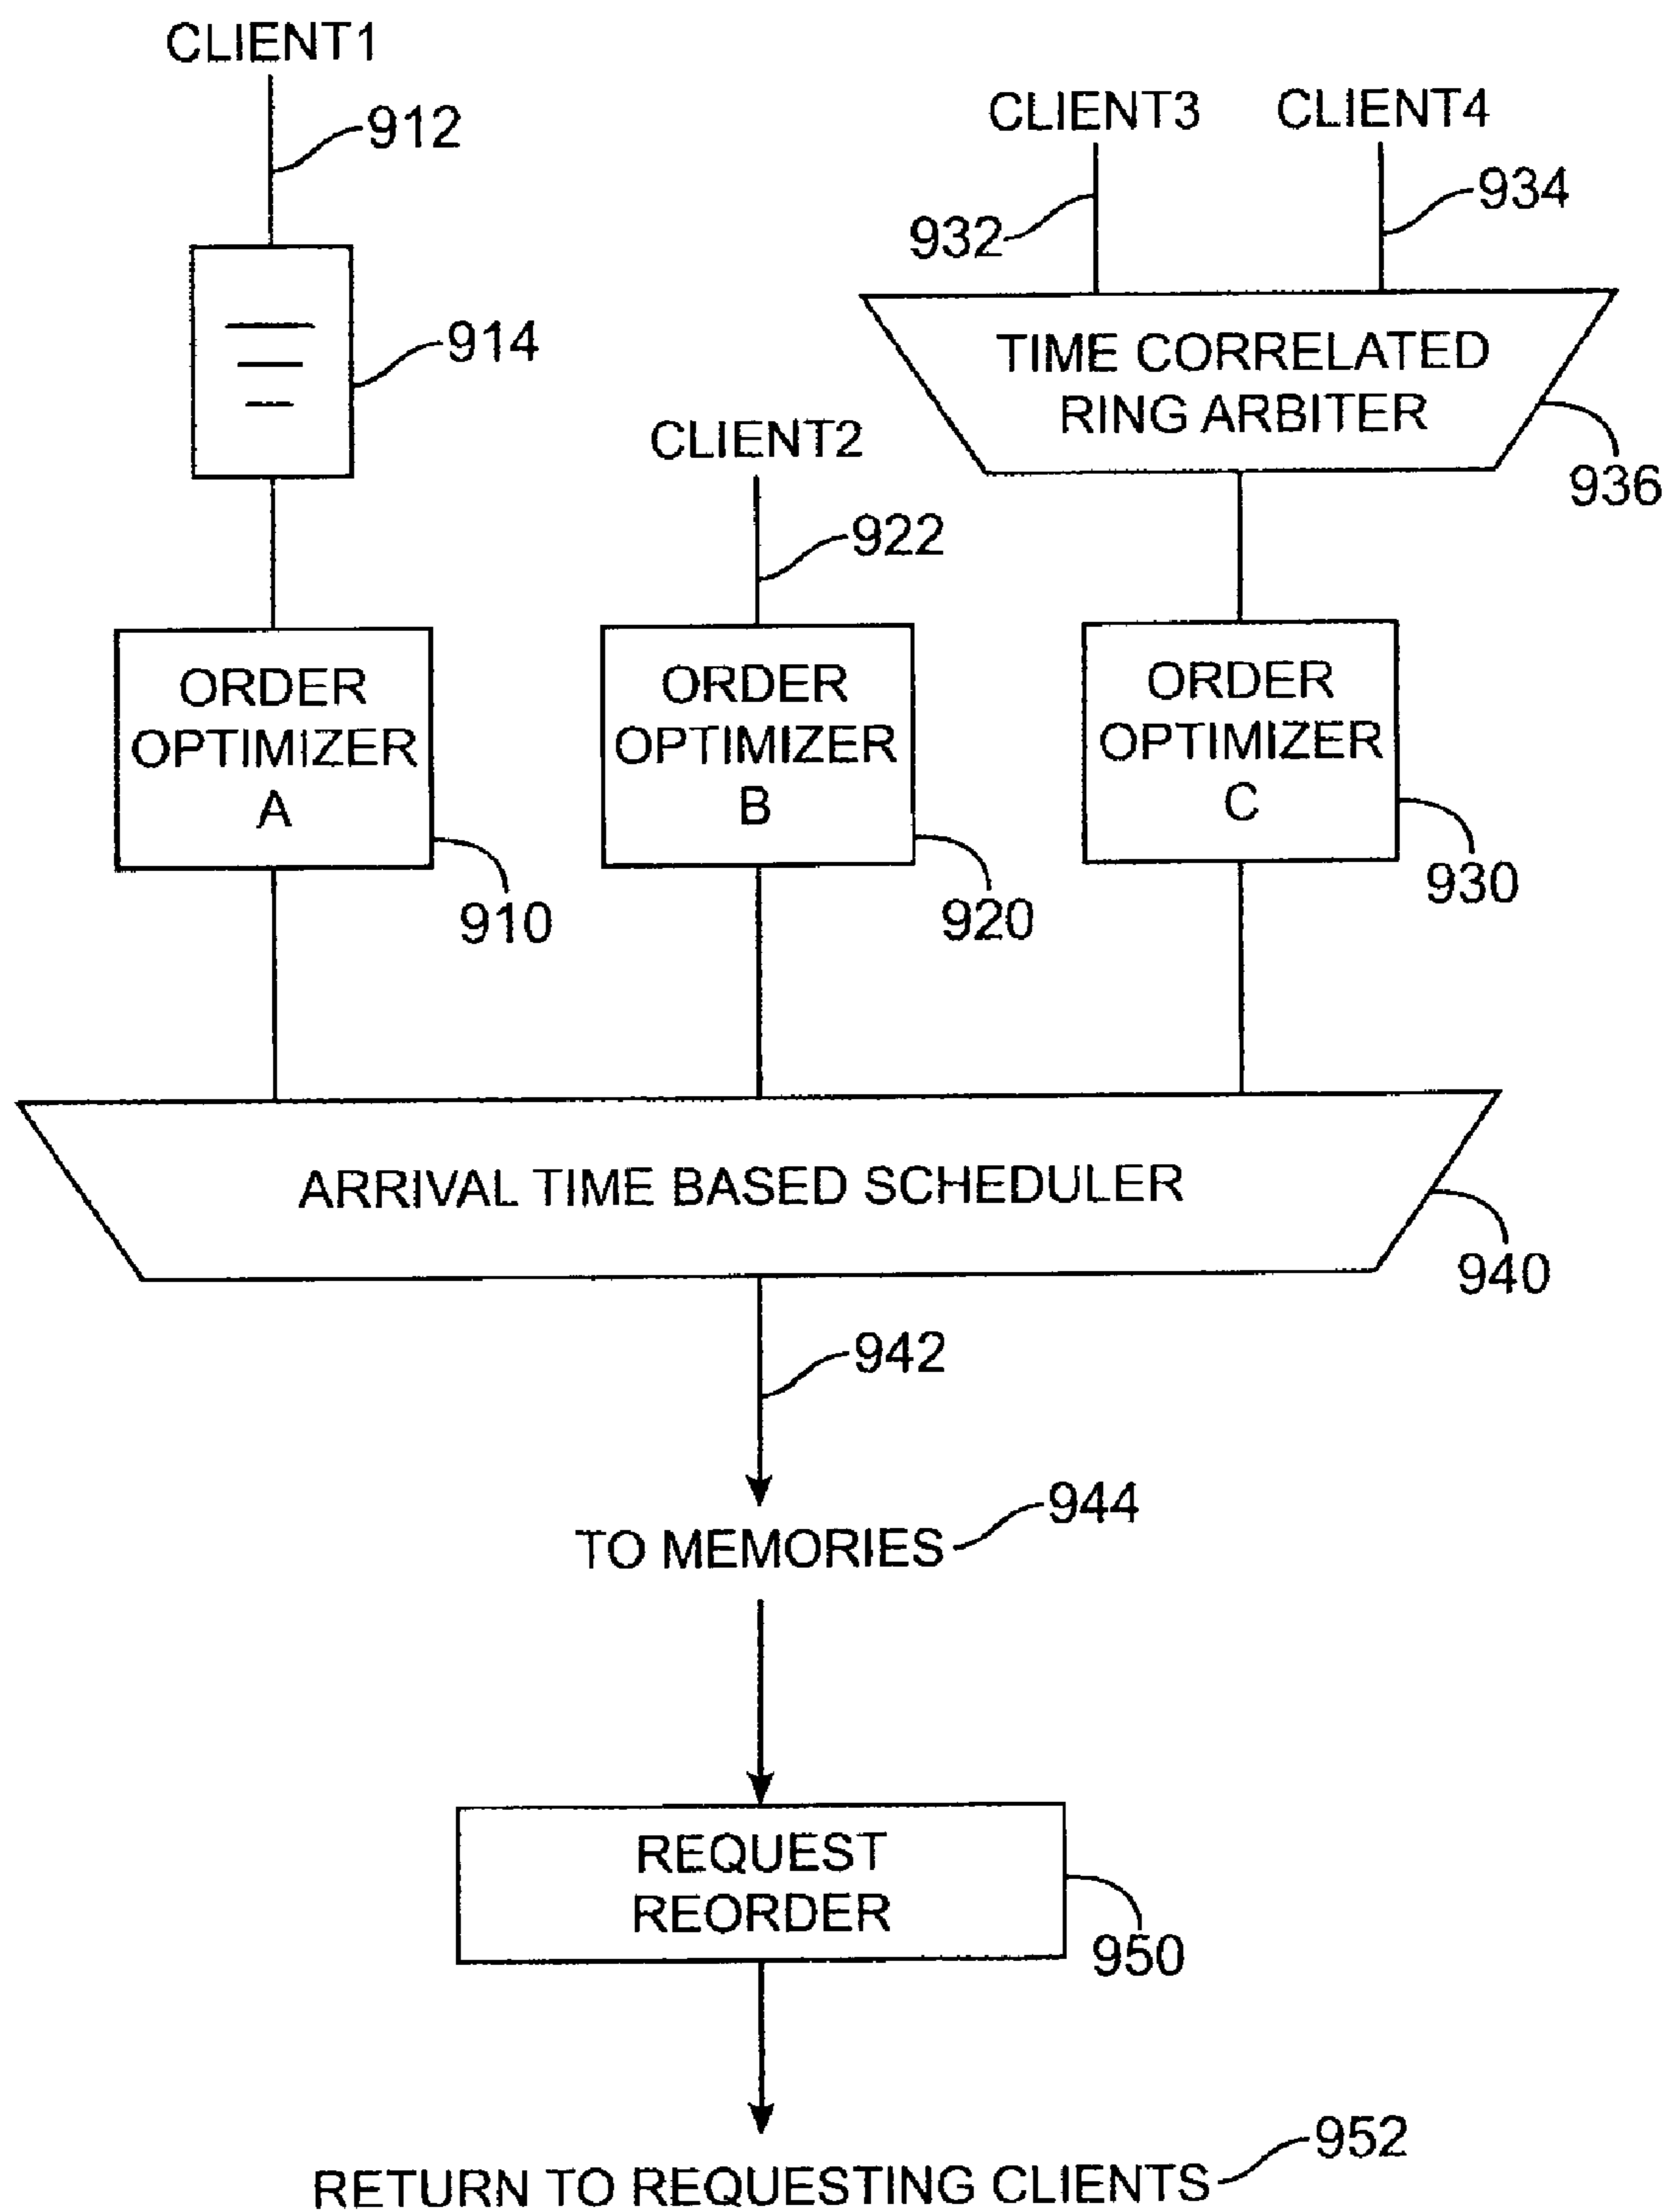 CLIENT1
912
CLIENT3
CLIENT4
932
934
914
TIME CORRELATED
RING ARBITER
936
CLIENT2
922
ORDER
OPTIMIZER
A
910
ORDER
OPTIMIZER
B
920
ORDER
OPTIMIZER
C
930
ARRIVAL TIME BASED SCHEDULER
940
942
TO MEMORIES
944
REQUEST
REORDER
950
RETURN TO REQUESTING CLIENTS
952